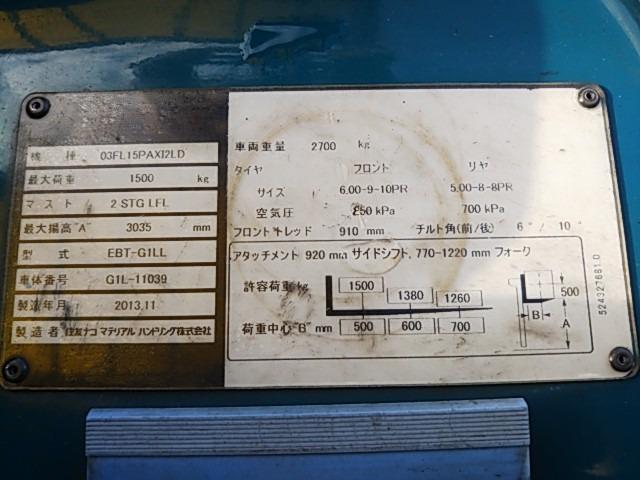 機種 03FL15PAXI2LD
最大荷重 1500 kg
マスト 2 STG LFL
最大揚高"A" 3035 mm
型式 EBT-G1LL
車体番号 G1L-11039
製造年月 2013.11
製造者 住友ナコ マテリアル ハンドリング株式会社
車両重量 2700 kg
タイヤ フロント リヤ
サイズ 6.00-9-10PR 5.00-8-8PR
空気圧 850 kPa 700 kPa
フロントトレッド 910 mm チルト角(前/後) 6°/10°
アタッチメント 920 mm サイドシフト, 770-1220 mm フォーク
許容荷重 kg 1500 1380 1260
荷重中心"B" mm 500 600 700
500
B
A
524327681.0